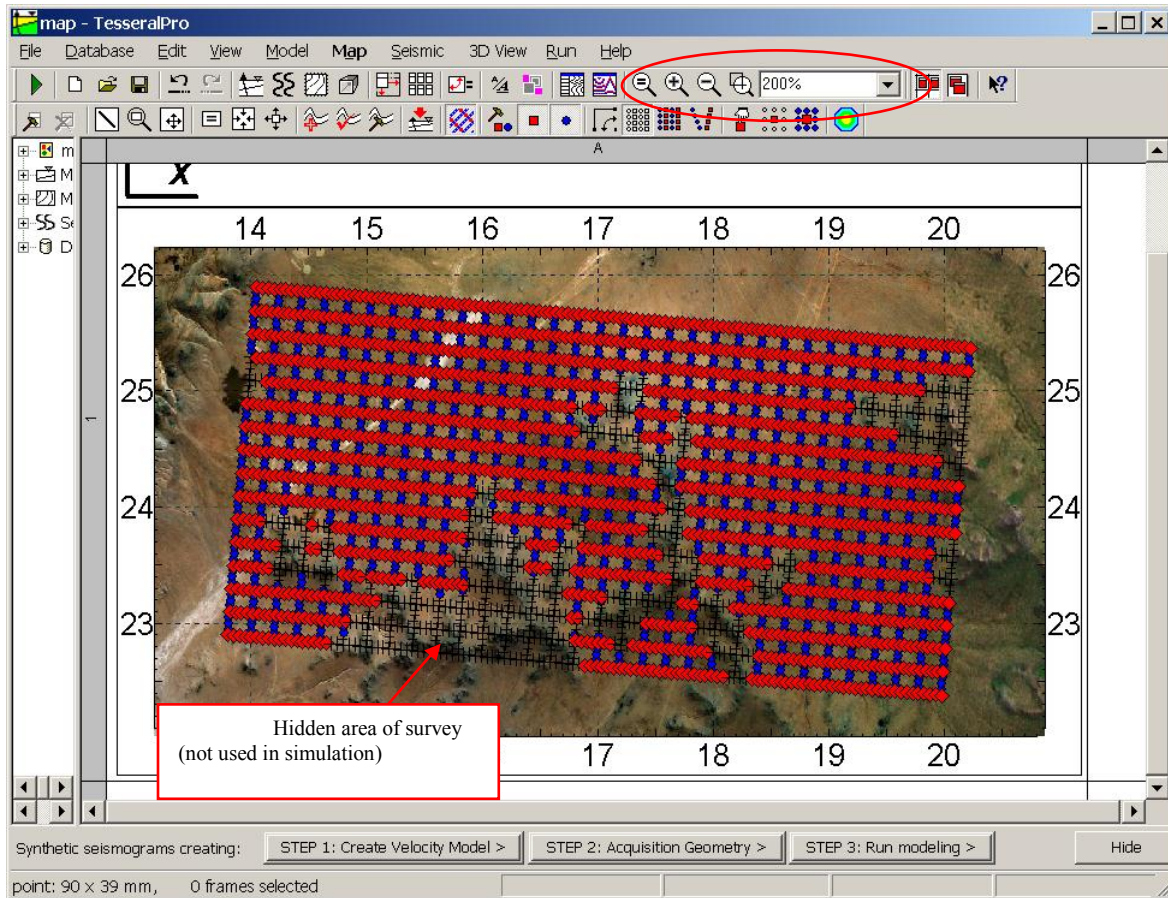 map - TesseralPro
File Database Edit View Model Map Seismic 3D View Run Help
200%
A
m
M
M
Se
D
X
14 15 16 17 18 19 20
26 26
25 25
1
24 24
23 23
Hidden area of survey
(not used in simulation)
17 18 19 20
Synthetic seismograms creating: STEP 1: Create Velocity Model > STEP 2: Acquisition Geometry > STEP 3: Run modeling > Hide
point: 90 x 39 mm, 0 frames selected